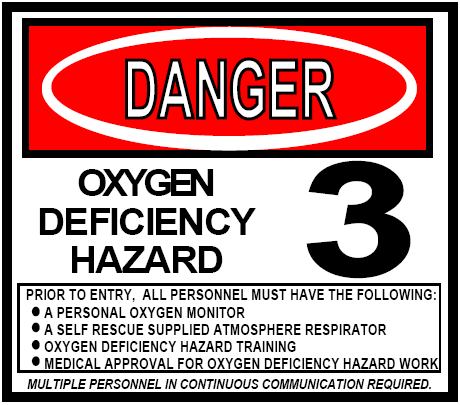 DANGER
OXYGEN
DEFICIENCY
HAZARD
3
PRIOR TO ENTRY, ALL PERSONNEL MUST HAVE THE FOLLOWING:
● A PERSONAL OXYGEN MONITOR
● A SELF RESCUE SUPPLIED ATMOSPHERE RESPIRATOR
● OXYGEN DEFICIENCY HAZARD TRAINING
● MEDICAL APPROVAL FOR OXYGEN DEFICIENCY HAZARD WORK
MULTIPLE PERSONNEL IN CONTINUOUS COMMUNICATION REQUIRED.